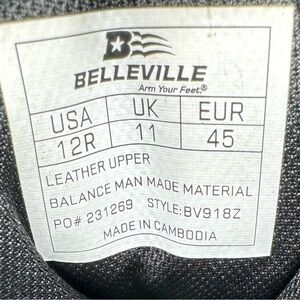 B
BELLEVILLE
Arm Your Feet.®
USA UK EUR
12R 11 45
LEATHER UPPER
BALANCE MAN MADE MATERIAL
PO# 231269 STYLE:BV918Z
MADE IN CAMBODIA